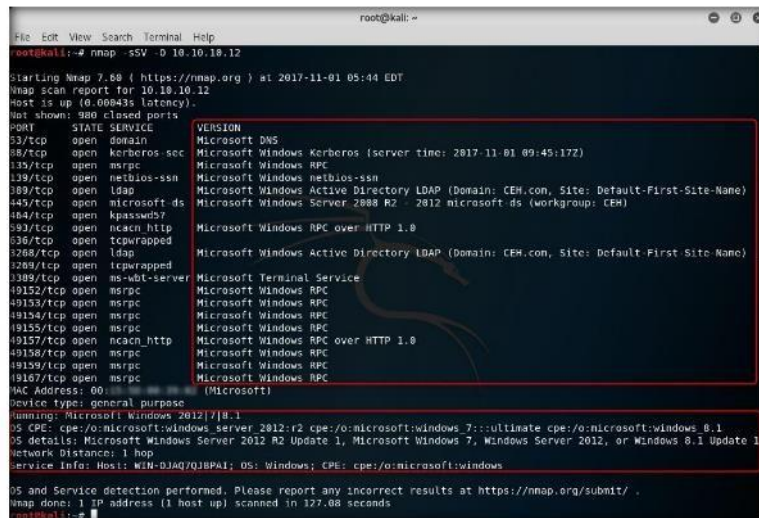 root@kali: ~
File Edit View Search Terminal Help
root@kali:~# nmap -sSV -O 10.10.10.12
Starting Nmap 7.60 ( https://nmap.org ) at 2017-11-01 05:44 EDT
Nmap scan report for 10.10.10.12
Host is up (0.00043s latency).
Not shown: 980 closed ports
PORT STATE SERVICE VERSION
53/tcp open domain Microsoft DNS
88/tcp open kerberos-sec Microsoft Windows Kerberos (server time: 2017-11-01 09:45:17Z)
135/tcp open msrpc Microsoft Windows RPC
139/tcp open netbios-ssn Microsoft Windows netbios-ssn
389/tcp open ldap Microsoft Windows Active Directory LDAP (Domain: CEH.com, Site: Default-First-Site-Name)
445/tcp open microsoft-ds Microsoft Windows Server 2008 R2 - 2012 microsoft-ds (workgroup: CEH)
464/tcp open kpasswd5?
593/tcp open ncacn_http Microsoft Windows RPC over HTTP 1.0
636/tcp open tcpwrapped
3268/tcp open ldap Microsoft Windows Active Directory LDAP (Domain: CEH.com, Site: Default-First-Site-Name)
3269/tcp open tcpwrapped
3389/tcp open ms-wbt-server Microsoft Terminal Service
49152/tcp open msrpc Microsoft Windows RPC
49153/tcp open msrpc Microsoft Windows RPC
49154/tcp open msrpc Microsoft Windows RPC
49155/tcp open msrpc Microsoft Windows RPC
49157/tcp open ncacn_http Microsoft Windows RPC over HTTP 1.0
49158/tcp open msrpc Microsoft Windows RPC
49159/tcp open msrpc Microsoft Windows RPC
49167/tcp open msrpc Microsoft Windows RPC
MAC Address: 00: (Microsoft)
Device type: general purpose
Running: Microsoft Windows 2012|7|8.1
OS CPE: cpe:/o:microsoft:windows_server_2012:r2 cpe:/o:microsoft:windows_7:::ultimate cpe:/o:microsoft:windows_8.1
OS details: Microsoft Windows Server 2012 R2 Update 1, Microsoft Windows 7, Windows Server 2012, or Windows 8.1 Update 1
Network Distance: 1 hop
Service Info: Host: WIN-DJAQ7QJBPAI; OS: Windows; CPE: cpe:/o:microsoft:windows
OS and Service detection performed. Please report any incorrect results at https://nmap.org/submit/ .
Nmap done: 1 IP address (1 host up) scanned in 127.08 seconds
root@kali:~#